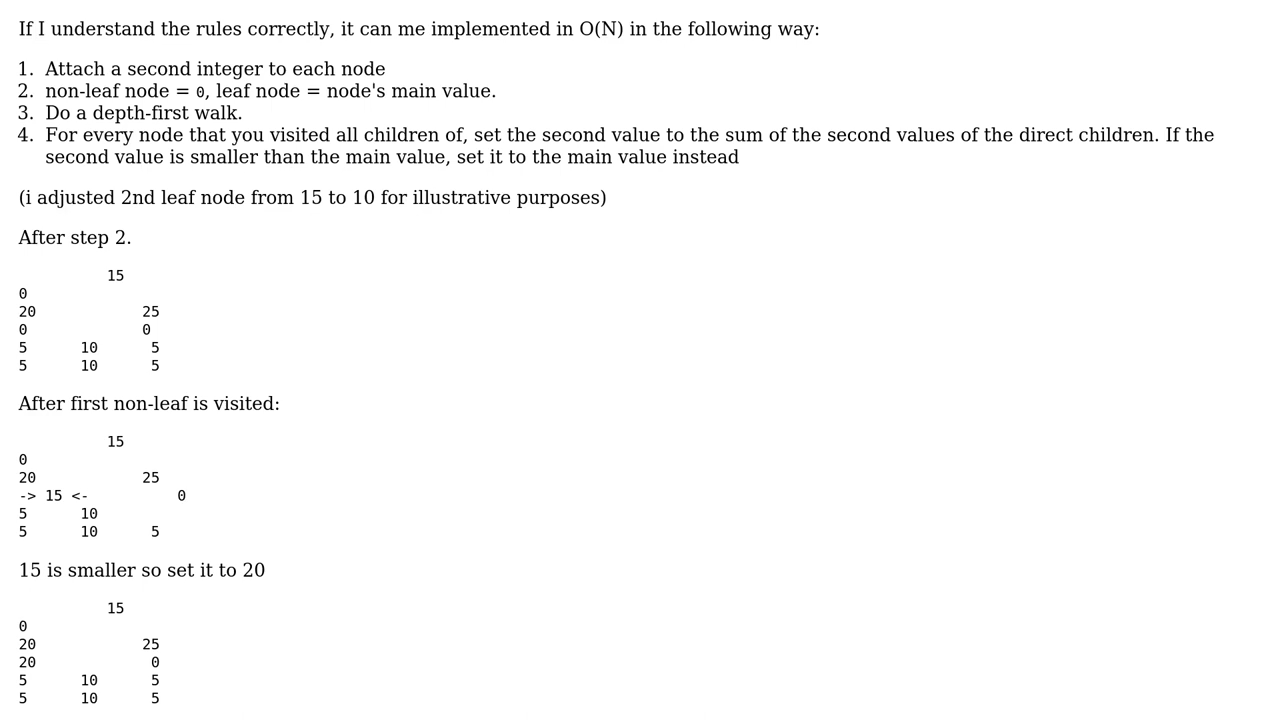 If I understand the rules correctly, it can me implemented in O(N) in the following way:
1. Attach a second integer to each node
2. non-leaf node = 0, leaf node = node's main value.
3. Do a depth-first walk.
4. For every node that you visited all children of, set the second value to the sum of the second values of the direct children. If the
second value is smaller than the main value, set it to the main value instead
(i adjusted 2nd leaf node from 15 to 10 for illustrative purposes)
After step 2.
15
0
20 25
0 0
5 10 5
5 10 5
After first non-leaf is visited:
15
0
20 25
-> 15 <- 0
5 10
5 10 5
15 is smaller so set it to 20
15
0
20 25
20 0
5 10 5
5 10 5